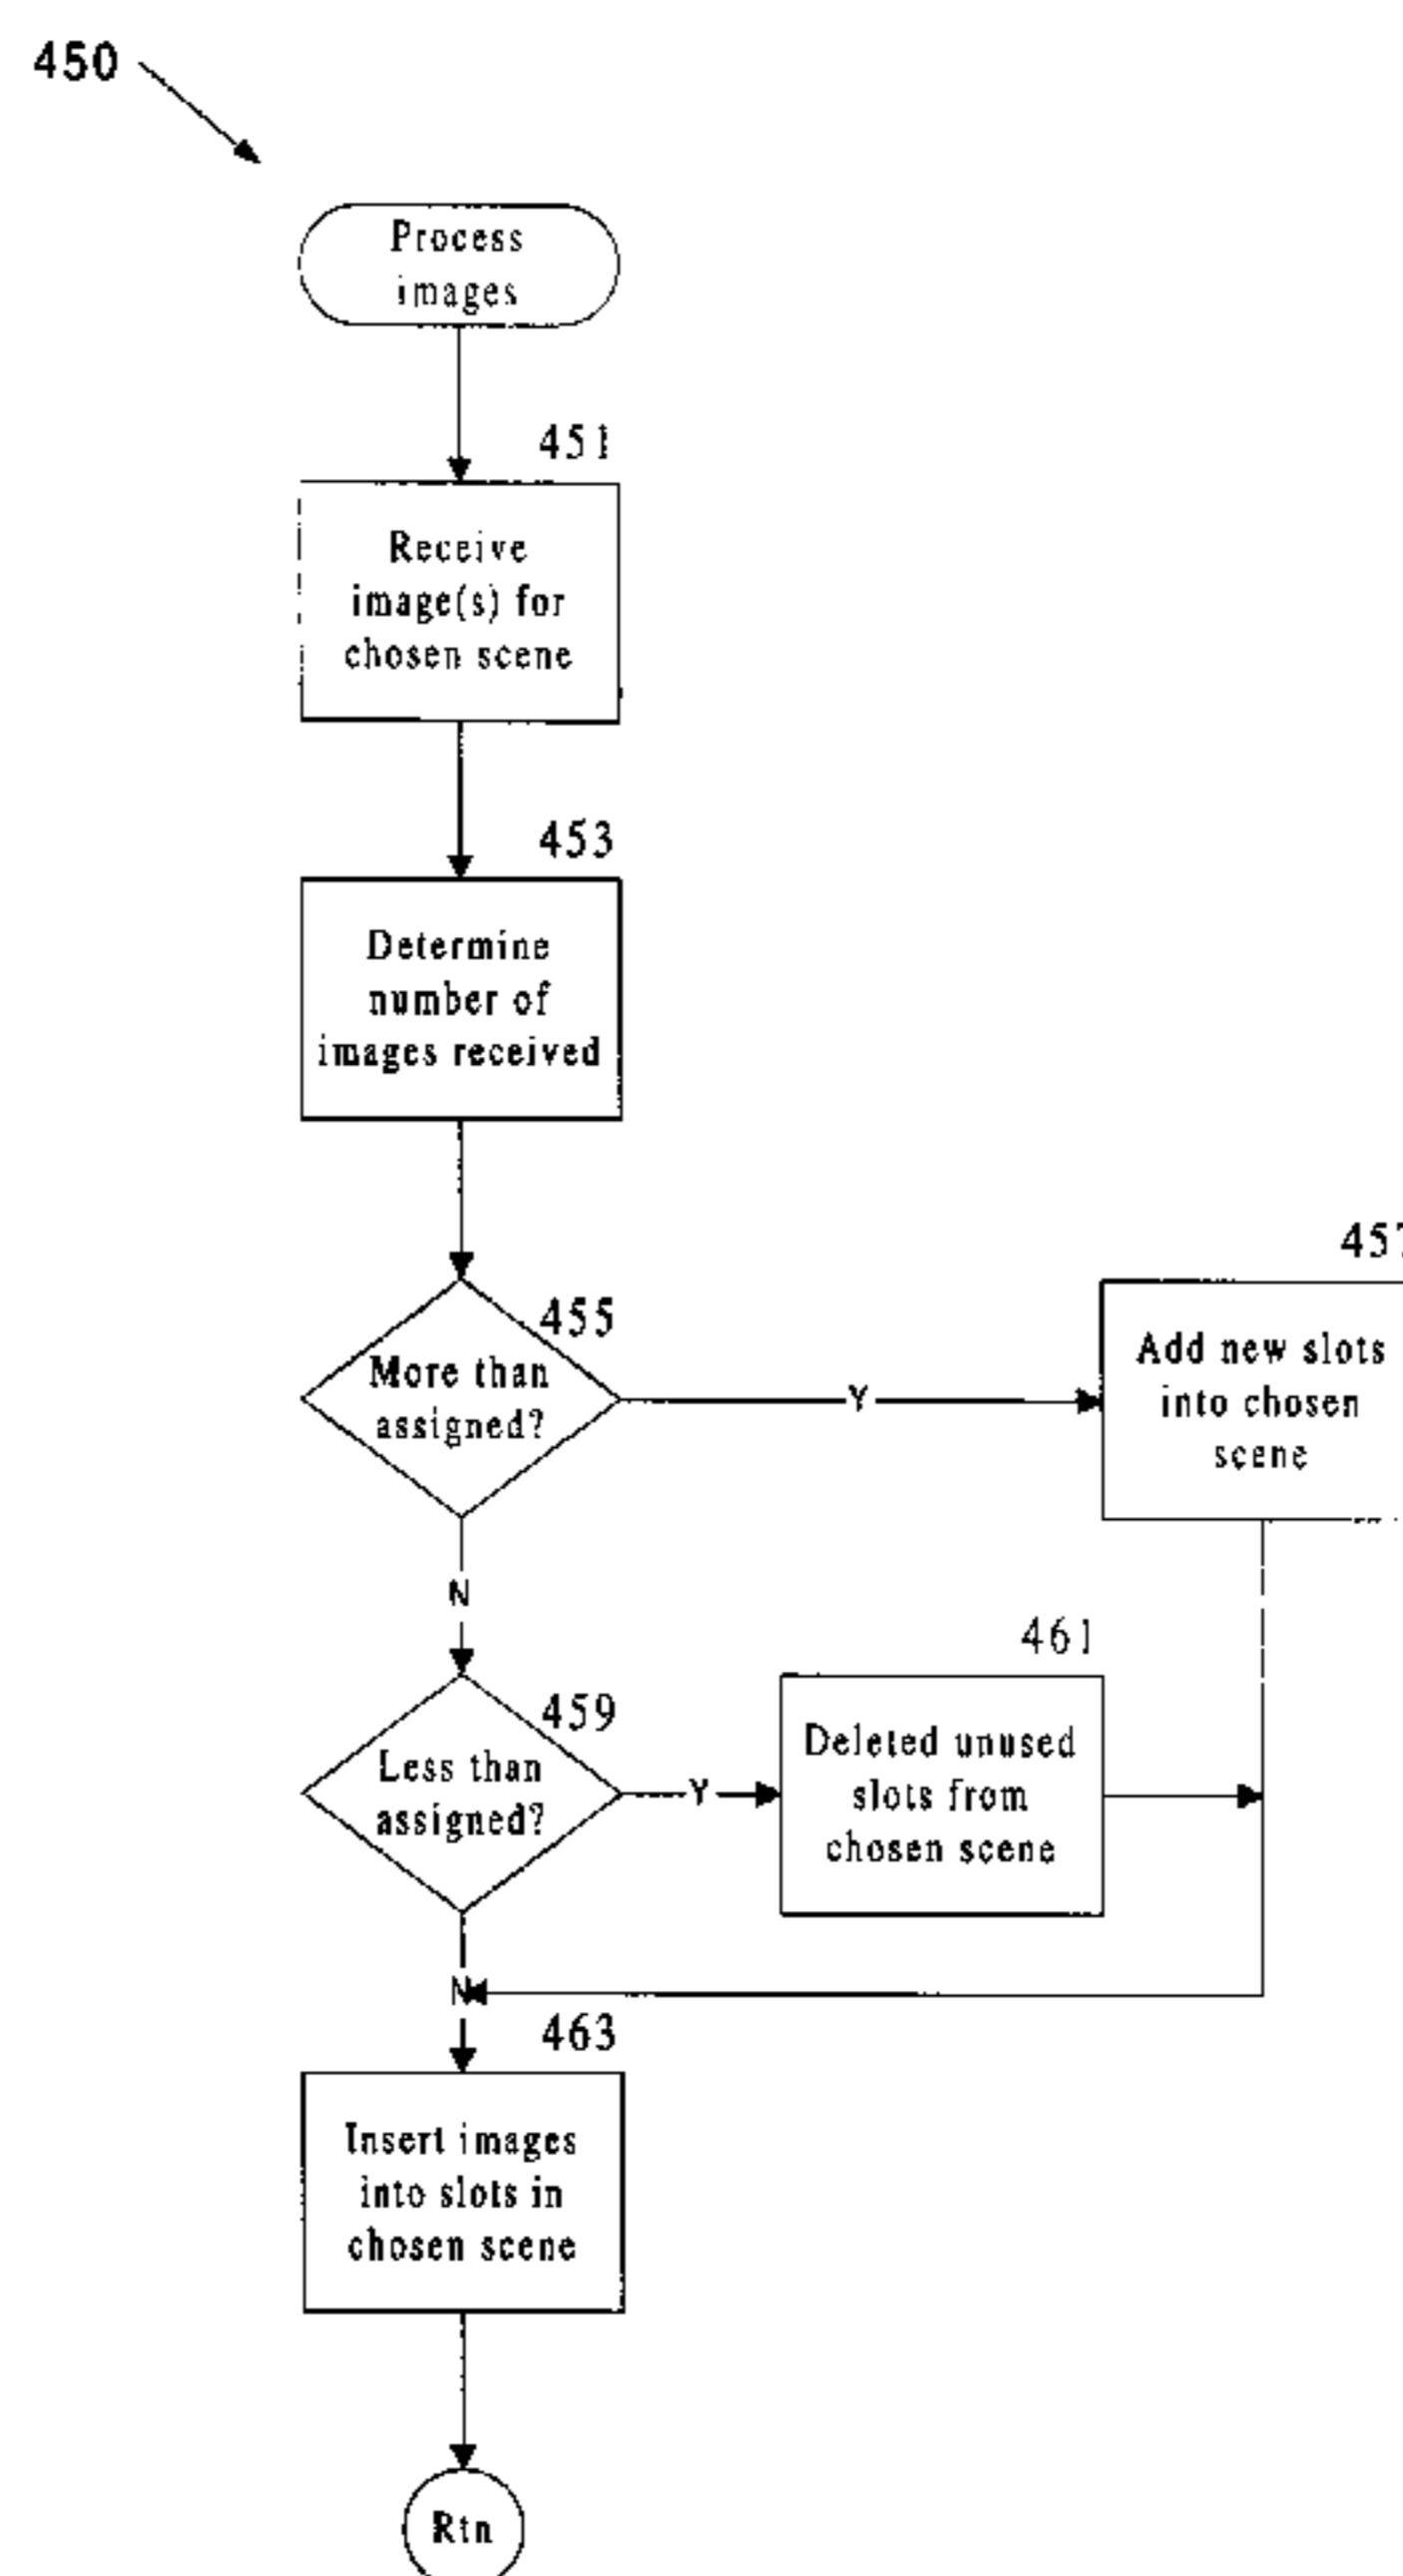 450
Process
images
451
Receive
image(s) for
chosen scene
453
Determine
number of
images received
455
More than
assigned?
Y
457
Add new slots
into chosen
scene
N
459
Less than
assigned?
Y
461
Deleted unused
slots from
chosen scene
N
463
Insert images
into slots in
chosen scene
Rtn